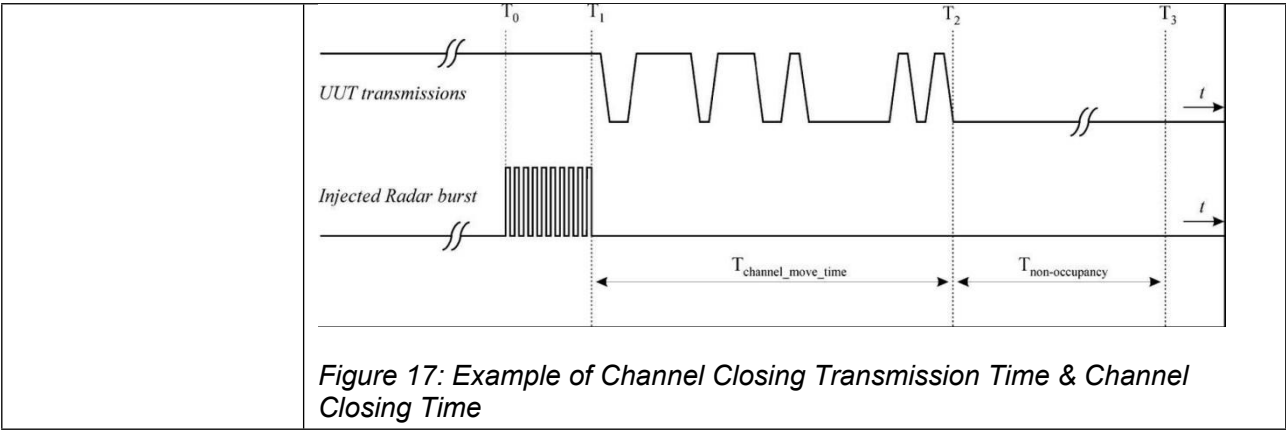 T0 T1 T2 T3
UUT transmissions
t
Injected Radar burst
t
Tchannel_move_time Tnon-occupancy
Figure 17: Example of Channel Closing Transmission Time & Channel
Closing Time